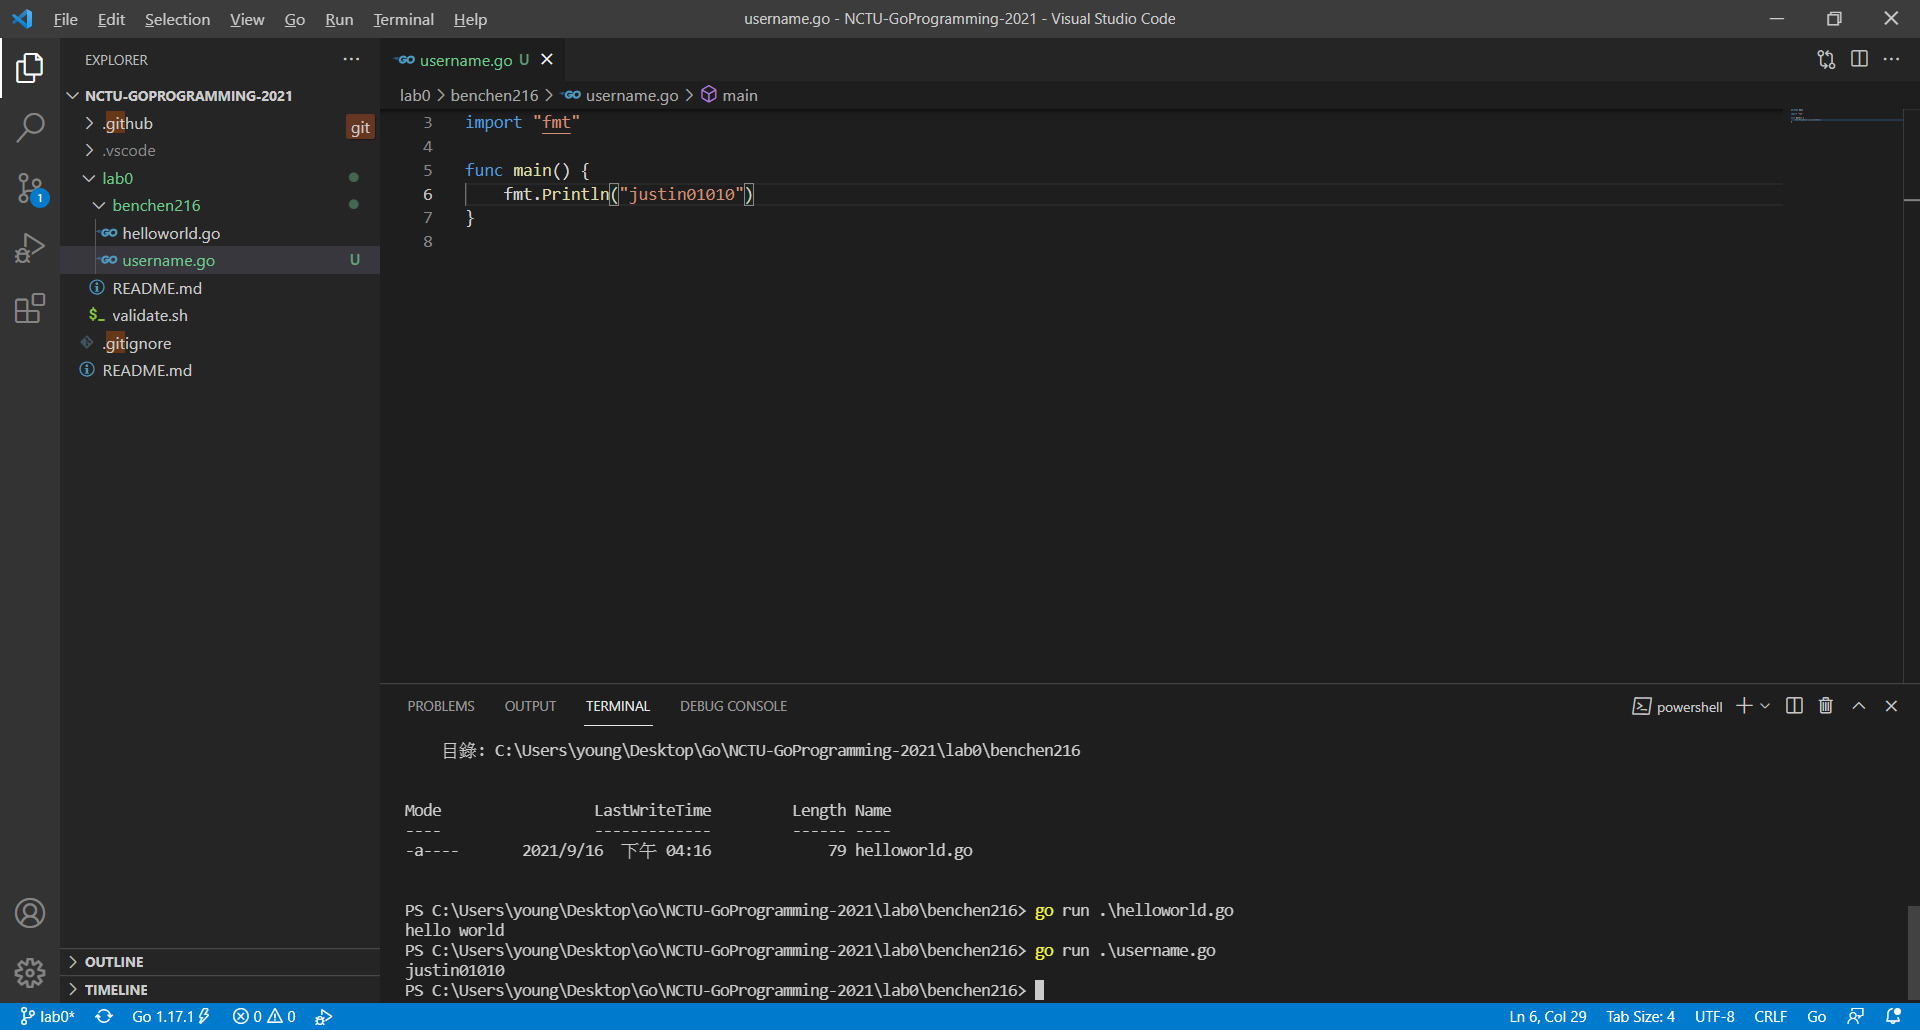 File Edit Selection View Go Run Terminal Help
username.go - NCTU-GoProgramming-2021 - Visual Studio Code
EXPLORER
NCTU-GOPROGRAMMING-2021
.github
git
.vscode
lab0
benchen216
GO helloworld.go
GO username.go U
README.md
$_ validate.sh
.gitignore
README.md
OUTLINE
TIMELINE
1
GO username.go U
lab0 > benchen216 > GO username.go > main
3 import "fmt"
4
5 func main() {
6 fmt.Println("justin01010")
7 }
8
PROBLEMS OUTPUT TERMINAL DEBUG CONSOLE
powershell
目錄: C:\Users\young\Desktop\Go\NCTU-GoProgramming-2021\lab0\benchen216
Mode LastWriteTime Length Name
---- ------------- ------ ----
-a---- 2021/9/16 下午 04:16 79 helloworld.go
PS C:\Users\young\Desktop\Go\NCTU-GoProgramming-2021\lab0\benchen216> go run .\helloworld.go
hello world
PS C:\Users\young\Desktop\Go\NCTU-GoProgramming-2021\lab0\benchen216> go run .\username.go
justin01010
PS C:\Users\young\Desktop\Go\NCTU-GoProgramming-2021\lab0\benchen216>
lab0* Go 1.17.1 0 0 Ln 6, Col 29 Tab Size: 4 UTF-8 CRLF Go